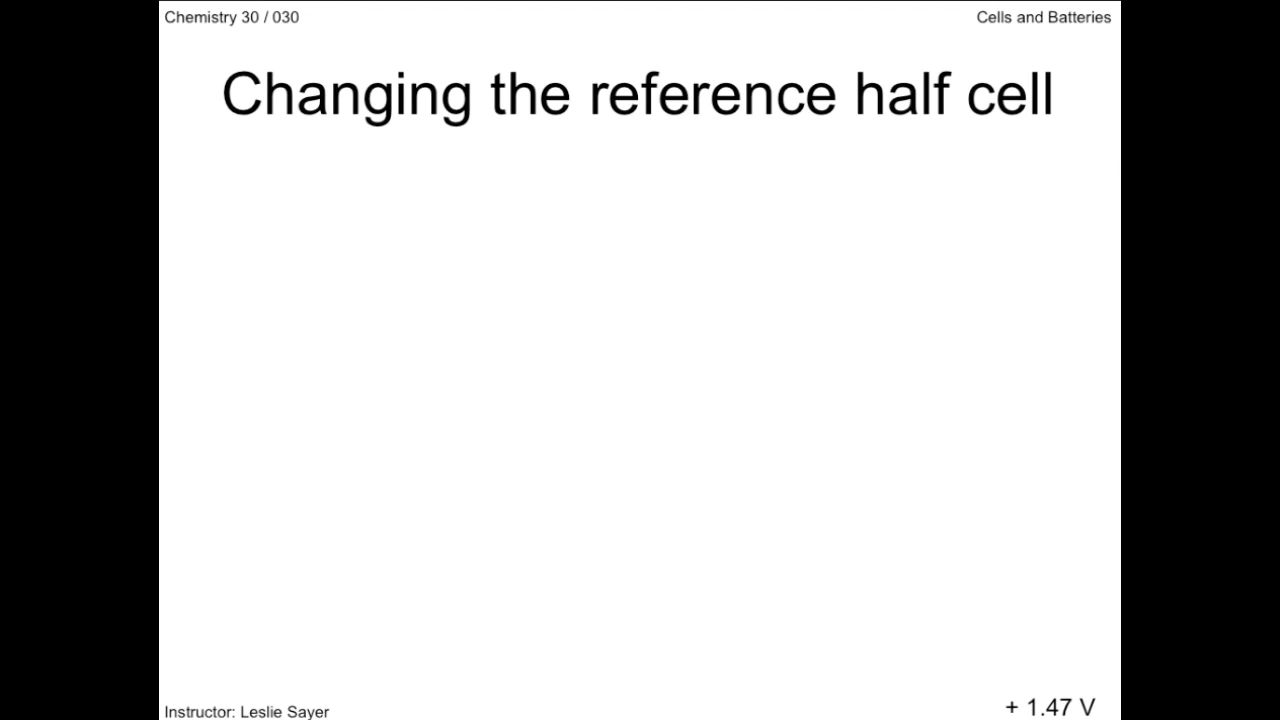 Chemistry 30 / 030
Cells and Batteries
Changing the reference half cell
Instructor: Leslie Sayer
+ 1.47 V